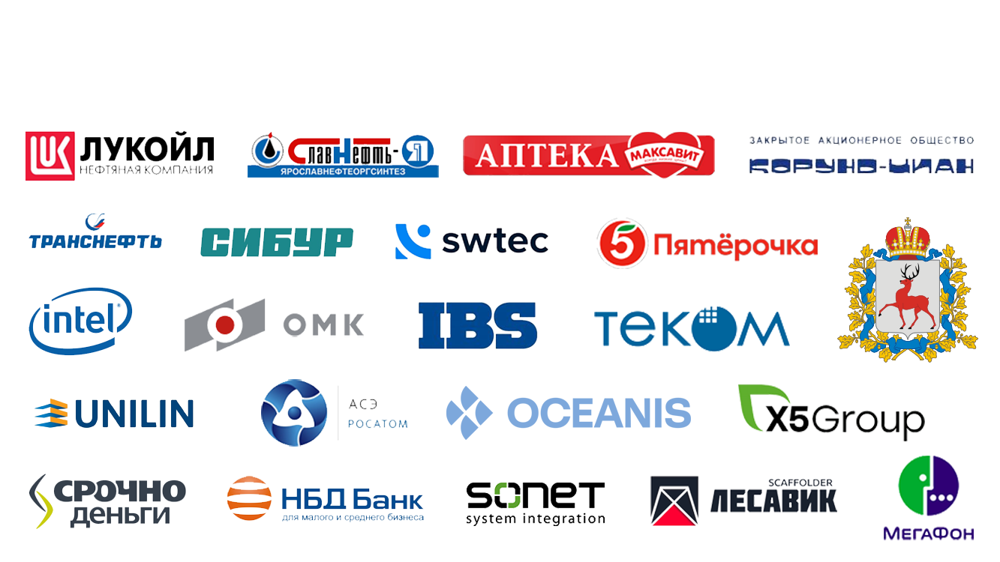 ЛУКОЙЛ
НЕФТЯНАЯ КОМПАНИЯ
СлавНефть-Я
ЯРОСЛАВНЕФТЕОРГСИНТЕЗ
АПТЕКА
МАКСАВИТ
ЗАКРЫТОЕ АКЦИОНЕРНОЕ ОБЩЕСТВО
КОРУНД-ЦИАН
ТРАНСНЕФТЬ
СИБУР
swtec
5
Пятёрочка
intel
ОМК
IBS
ТЕКОМ
UNILIN
АСЭ
РОСАТОМ
OCEANIS
X5Group
СРОЧНО
ДЕНЬГИ
НБД Банк
для малого и среднего бизнеса
sonet
system integration
SCAFFOLDER
ЛЕСАВИК
МЕГАФОН